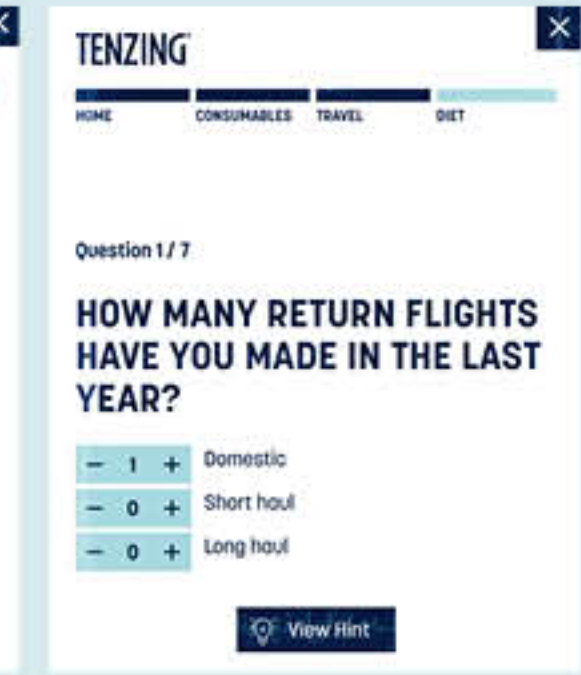 TENZING
HOME CONSUMABLES TRAVEL DIET
Question 1 / 7
HOW MANY RETURN FLIGHTS
HAVE YOU MADE IN THE LAST
YEAR?
− 1 + Domestic
− 0 + Short haul
− 0 + Long haul
View Hint